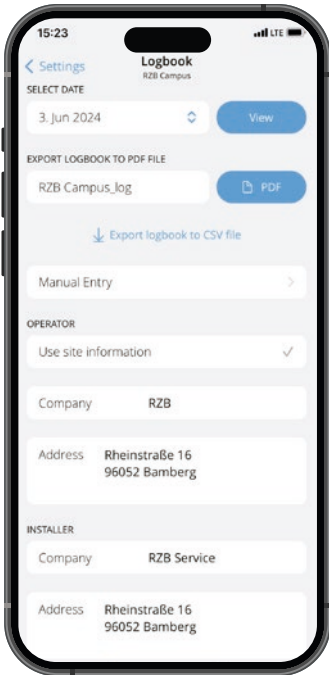 15:23
LTE
Settings
Logbook
RZB Campus
SELECT DATE
3. Jun 2024
View
EXPORT LOGBOOK TO PDF FILE
RZB Campus_log
PDF
Export logbook to CSV file
Manual Entry
OPERATOR
Use site information
Company RZB
Address Rheinstraße 16
96052 Bamberg
INSTALLER
Company RZB Service
Address Rheinstraße 16
96052 Bamberg